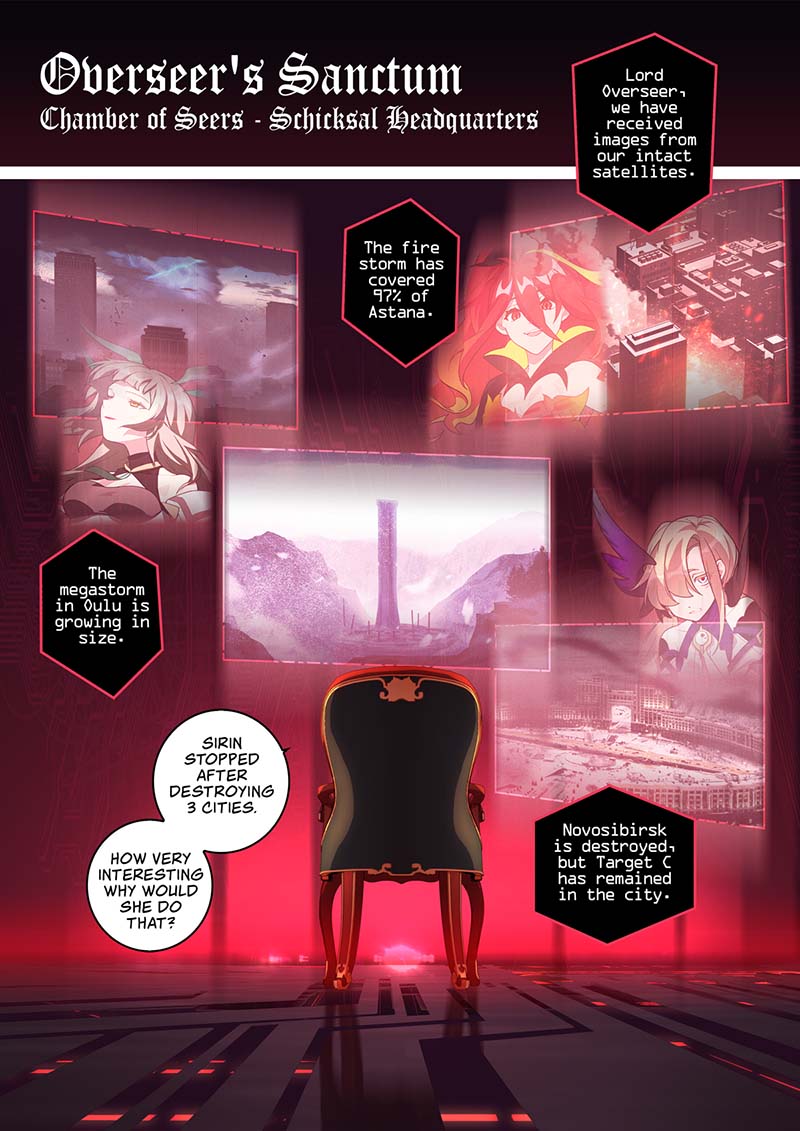 Overseer's Sanctum
Chamber of Seers - Schicksal Headquarters
Lord
Overseer,
we have
received
images from
our intact
satellites.
The fire
storm has
covered
97% of
Astana.
The
megastorm
in Oulu is
growing in
size.
SIRIN
STOPPED
AFTER
DESTROYING
3 CITIES.
HOW VERY
INTERESTING
WHY WOULD
SHE DO
THAT?
Novosibirsk
is destroyed,
but Target C
has remained
in the city.